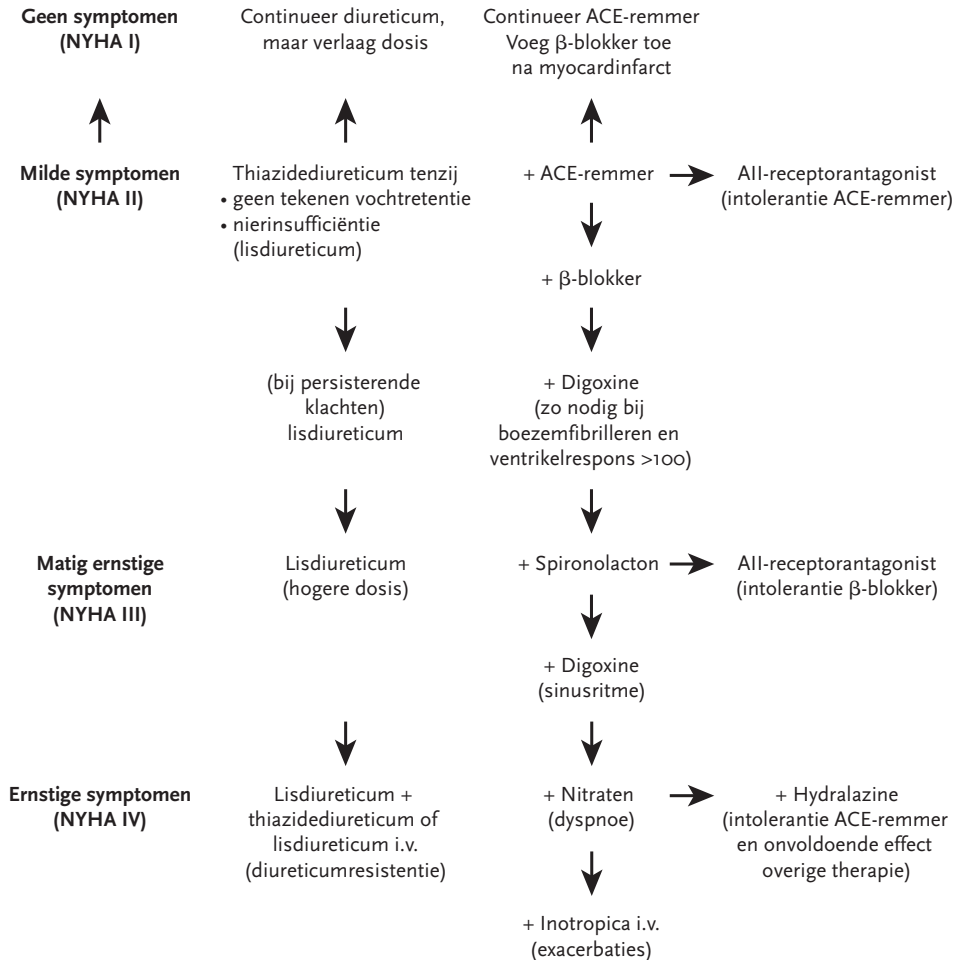 Geen symptomen
(NYHA I)
Continueer diureticum,
maar verlaag dosis
Continueer ACE-remmer
Voeg β-blokker toe
na myocardinfarct
Milde symptomen
(NYHA II)
Thiazidediureticum tenzij
• geen tekenen vochtretentie
• nierinsufficiëntie
(lisdiureticum)
+ ACE-remmer
AII-receptorantagonist
(intolerantie ACE-remmer)
+ β-blokker
(bij persisterende
klachten)
lisdiureticum
+ Digoxine
(zo nodig bij
boezemfibrilleren en
ventrikelrespons >100)
Matig ernstige
symptomen
(NYHA III)
Lisdiureticum
(hogere dosis)
+ Spironolacton
AII-receptorantagonist
(intolerantie β-blokker)
+ Digoxine
(sinusritme)
Ernstige symptomen
(NYHA IV)
Lisdiureticum +
thiazidediureticum of
lisdiureticum i.v.
(diureticumresistentie)
+ Nitraten
(dyspnoe)
+ Hydralazine
(intolerantie ACE-remmer
en onvoldoende effect
overige therapie)
+ Inotropica i.v.
(exacerbaties)